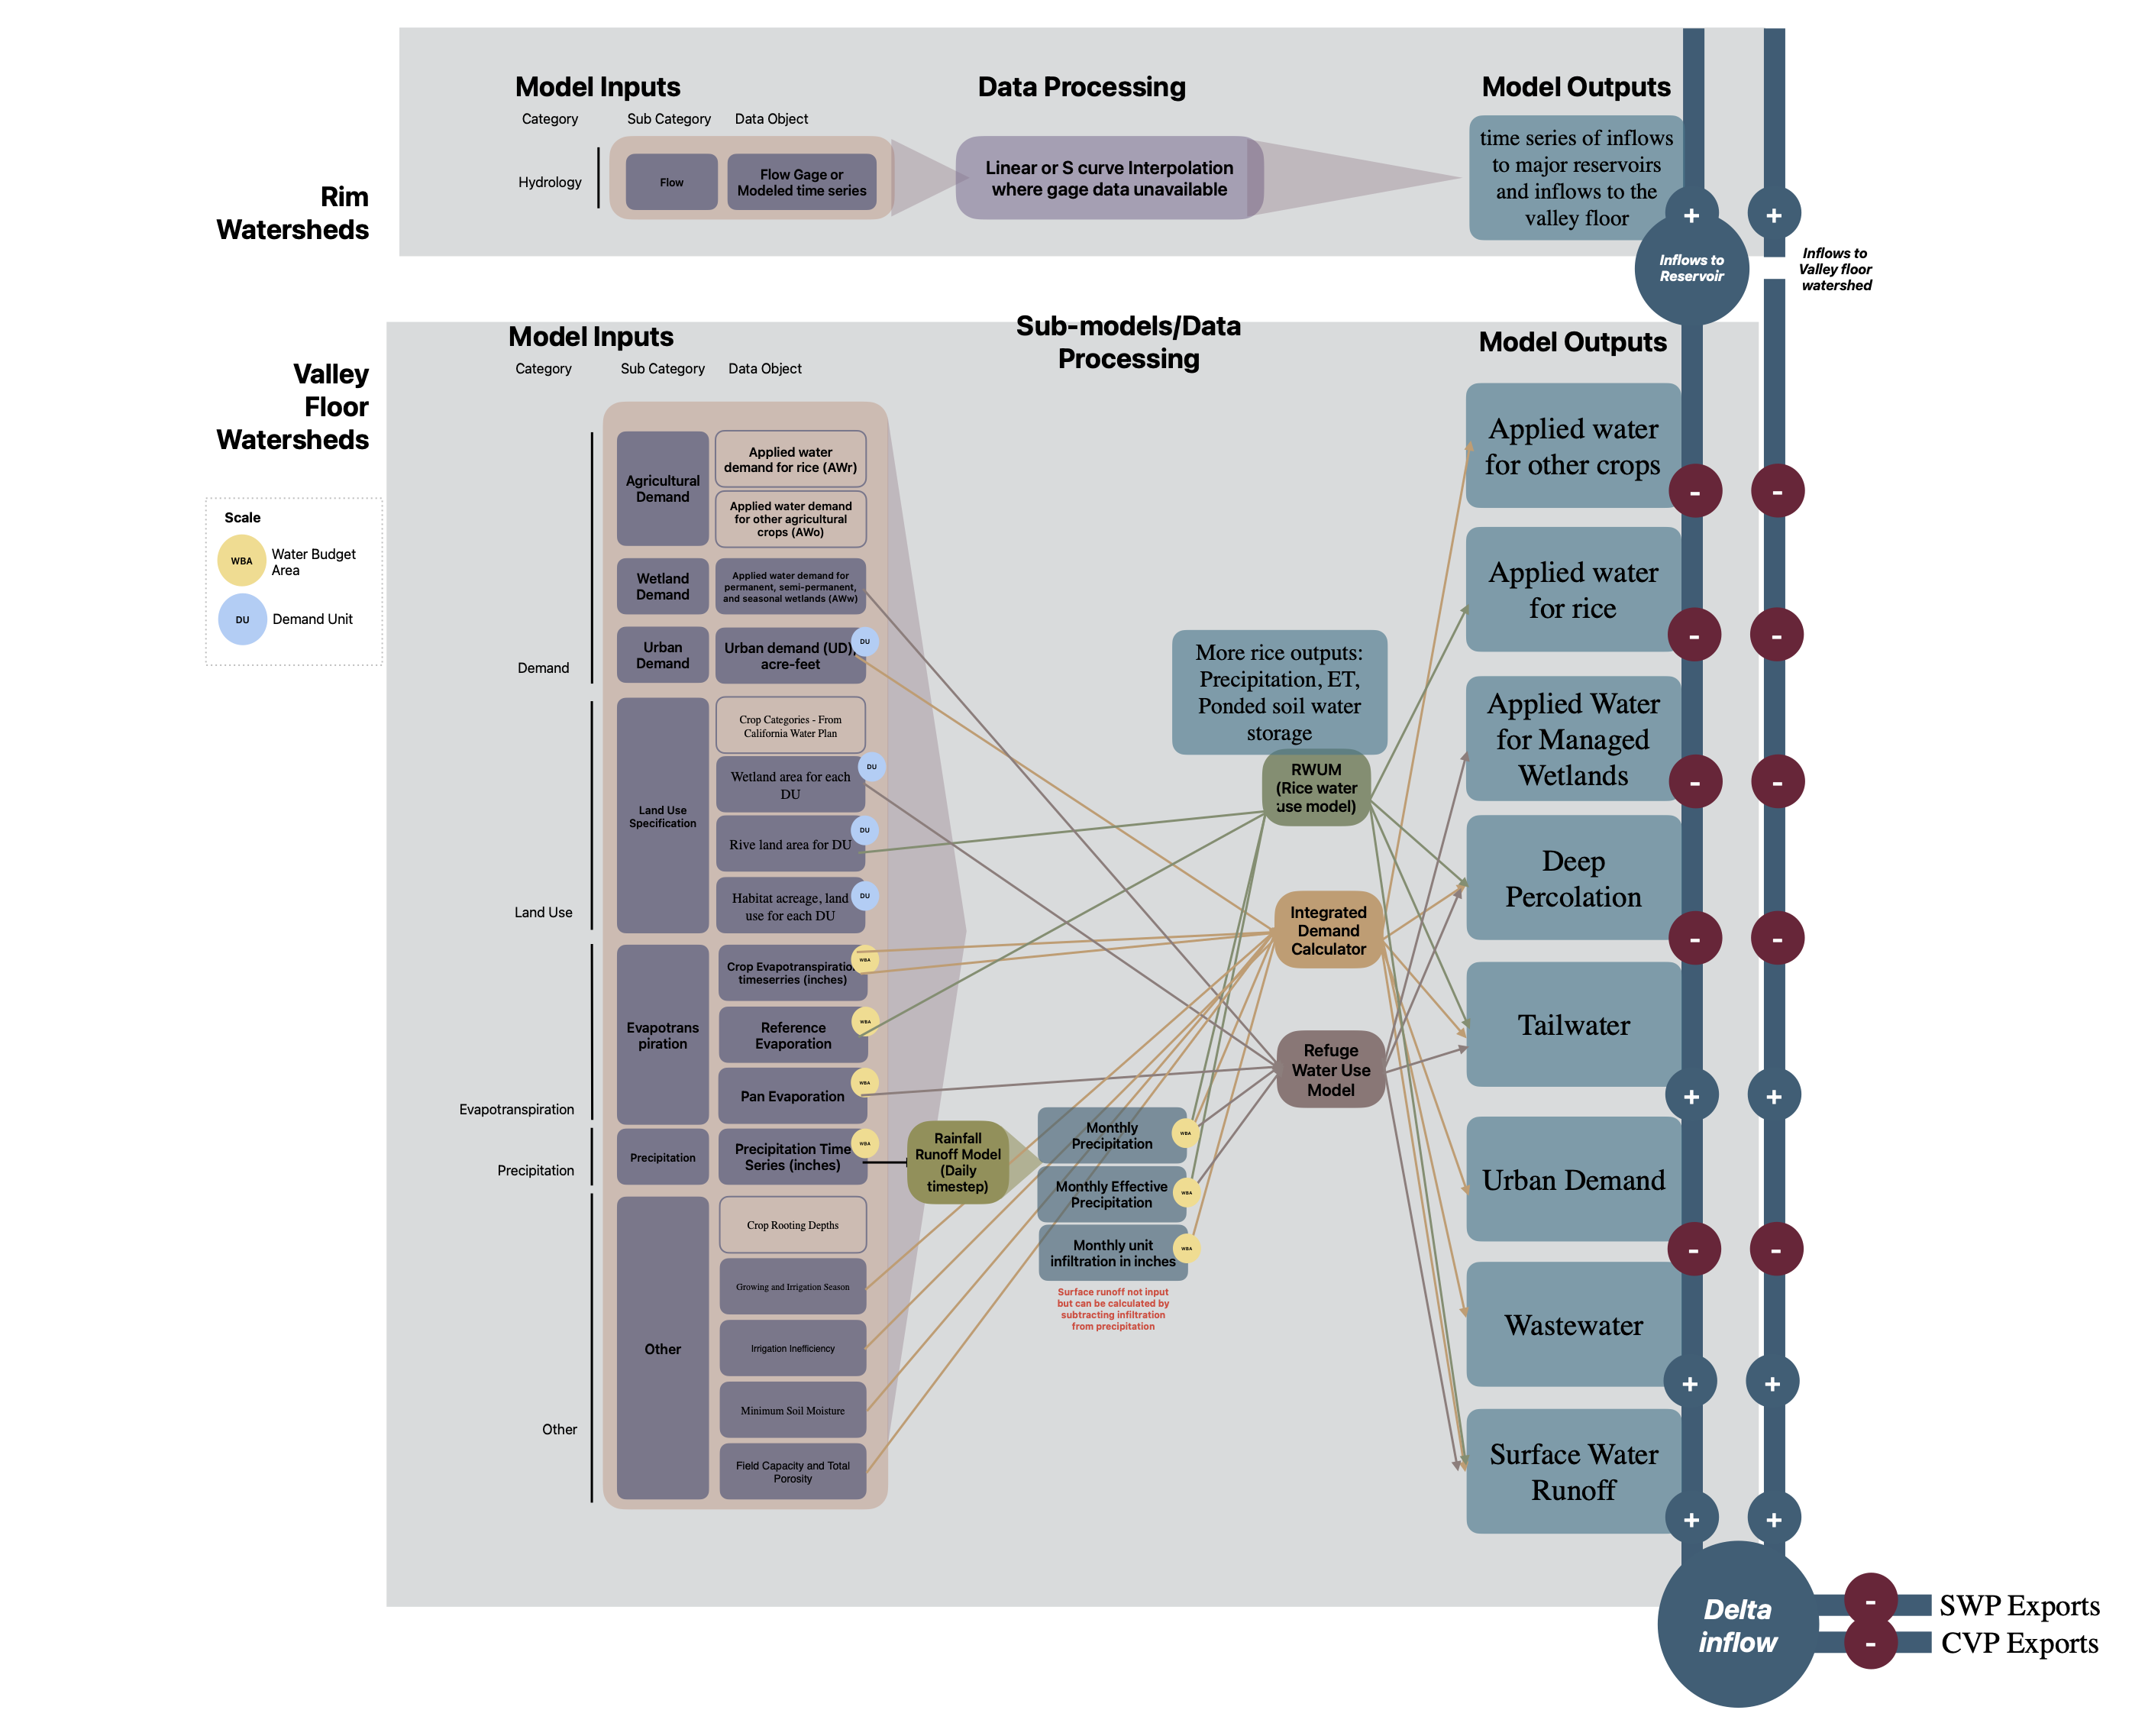 Model Inputs
Data Processing
Model Outputs
Category
Sub Category
Data Object
Rim
Watersheds
Hydrology
Flow
Flow Gage or
Modeled time series
Linear or S curve Interpolation
where gage data unavailable
time series of inflows
to major reservoirs
and inflows to the
valley floor
+
+
Inflows to
Reservoir
Inflows to
Valley floor
watershed
Valley
Floor
Watersheds
Model Inputs
Sub-models/Data
Processing
Model Outputs
Category
Sub Category
Data Object
Scale
WBA
Water Budget
Area
DU
Demand Unit
Demand
Agricultural
Demand
Applied water
demand for rice (AWr)
Applied water demand
for other agricultural
crops (AWo)
Wetland
Demand
Applied water demand for
permanent, semi-permanent,
and seasonal wetlands (AWw)
Urban
Demand
Urban demand (UD),
acre-feet
DU
Land Use
Land Use
Specification
Crop Categories - From
California Water Plan
Wetland area for each
DU
DU
Rive land area for DU
DU
Habitat acreage, land
use for each DU
DU
Evapotranspiration
Evapotrans
piration
Crop Evapotranspiration
timeserries (inches)
WBA
Reference
Evaporation
WBA
Pan Evaporation
WBA
Precipitation
Precipitation
Precipitation Time
Series (inches)
WBA
Other
Other
Crop Rooting Depths
Growing and Irrigation Season
Irrigation Inefficiency
Minimum Soil Moisture
Field Capacity and Total
Porosity
Rainfall
Runoff Model
(Daily
timestep)
Monthly
Precipitation
WBA
Monthly Effective
Precipitation
WBA
Monthly unit
infiltration in inches
WBA
Surface runoff not input
but can be calculated by
subtracting infiltration
from precipitation
More rice outputs:
Precipitation, ET,
Ponded soil water
storage
RWUM
(Rice water
use model)
Integrated
Demand
Calculator
Refuge
Water Use
Model
Applied water
for other crops
-
-
Applied water
for rice
-
-
Applied Water
for Managed
Wetlands
-
-
Deep
Percolation
-
-
Tailwater
+
+
Urban Demand
-
-
Wastewater
+
+
Surface Water
Runoff
+
+
Delta
inflow
-
SWP Exports
-
CVP Exports